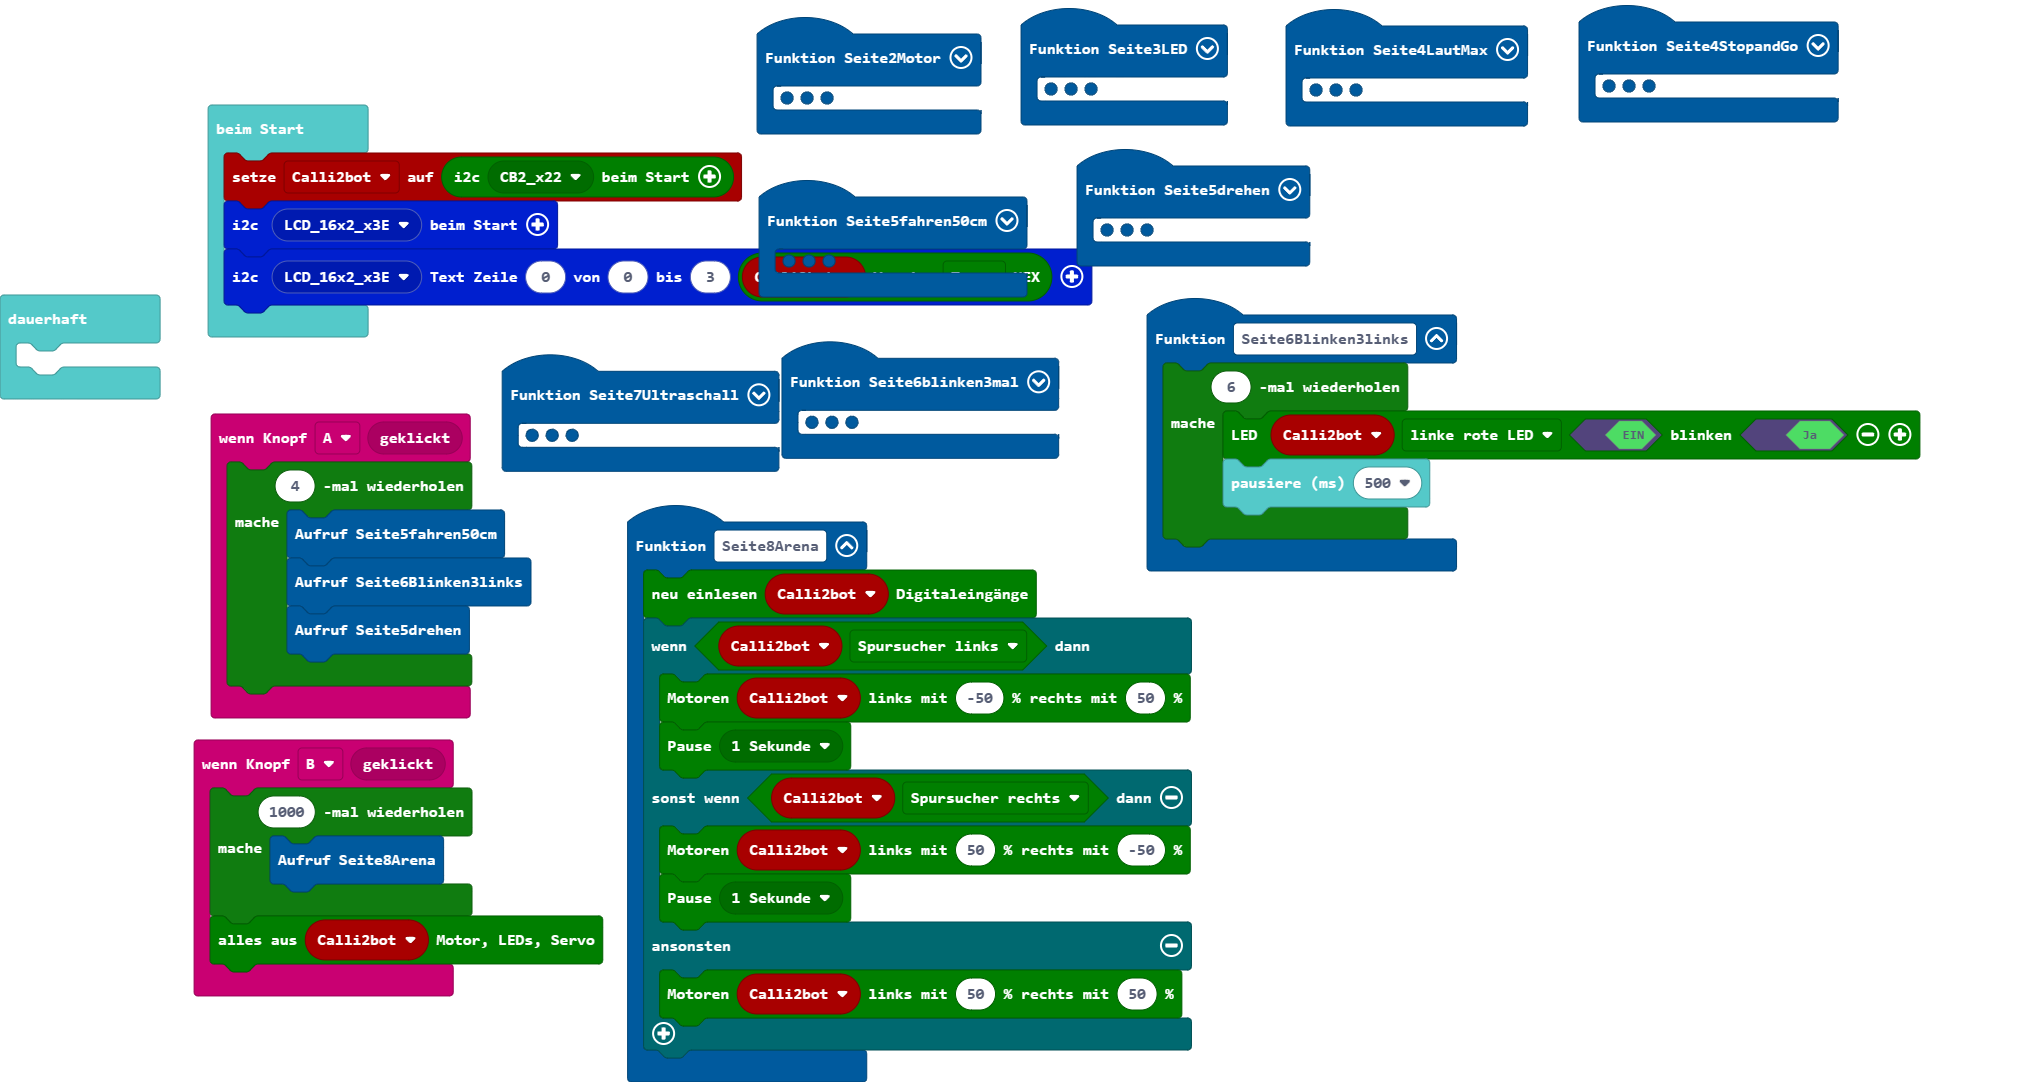 Funktion Seite2Motor
Funktion Seite3LED
Funktion Seite4LautMax
Funktion Seite4StopandGo
beim Start
setze Calli2bot auf i2c CB2_x22 beim Start
i2c LCD_16x2_x3E beim Start
i2c LCD_16x2_x3E Text Zeile 0 von 0 bis 3
Funktion Seite5fahren50cm
Funktion Seite5drehen
dauerhaft
Funktion Seite7Ultraschall
Funktion Seite6blinken3mal
Funktion Seite6Blinken3links
6 -mal wiederholen
mache
LED Calli2bot linke rote LED EIN blinken Ja
pausiere (ms) 500
wenn Knopf A geklickt
4 -mal wiederholen
mache
Aufruf Seite5fahren50cm
Aufruf Seite6Blinken3links
Aufruf Seite5drehen
wenn Knopf B geklickt
1000 -mal wiederholen
mache
Aufruf Seite8Arena
alles aus Calli2bot Motor, LEDs, Servo
Funktion Seite8Arena
neu einlesen Calli2bot Digitaleingänge
wenn Calli2bot Spursucher links dann
Motoren Calli2bot links mit -50 % rechts mit 50 %
Pause 1 Sekunde
sonst wenn Calli2bot Spursucher rechts dann
Motoren Calli2bot links mit 50 % rechts mit -50 %
Pause 1 Sekunde
ansonsten
Motoren Calli2bot links mit 50 % rechts mit 50 %